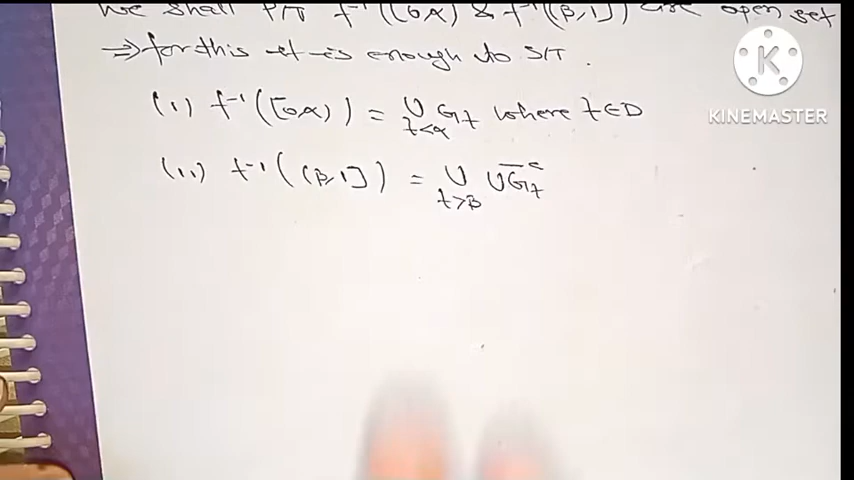 We shall P/T f⁻¹([0,α) & f⁻¹(β,1]) are open set
⇒ for this it is enough to S/T.
(i) f⁻¹([0,α)) = ∪ Gt where t∈D
t<α
(ii) f⁻¹((β,1]) = ∪ ∪G̅tᶜ
t>β
KINEMASTER